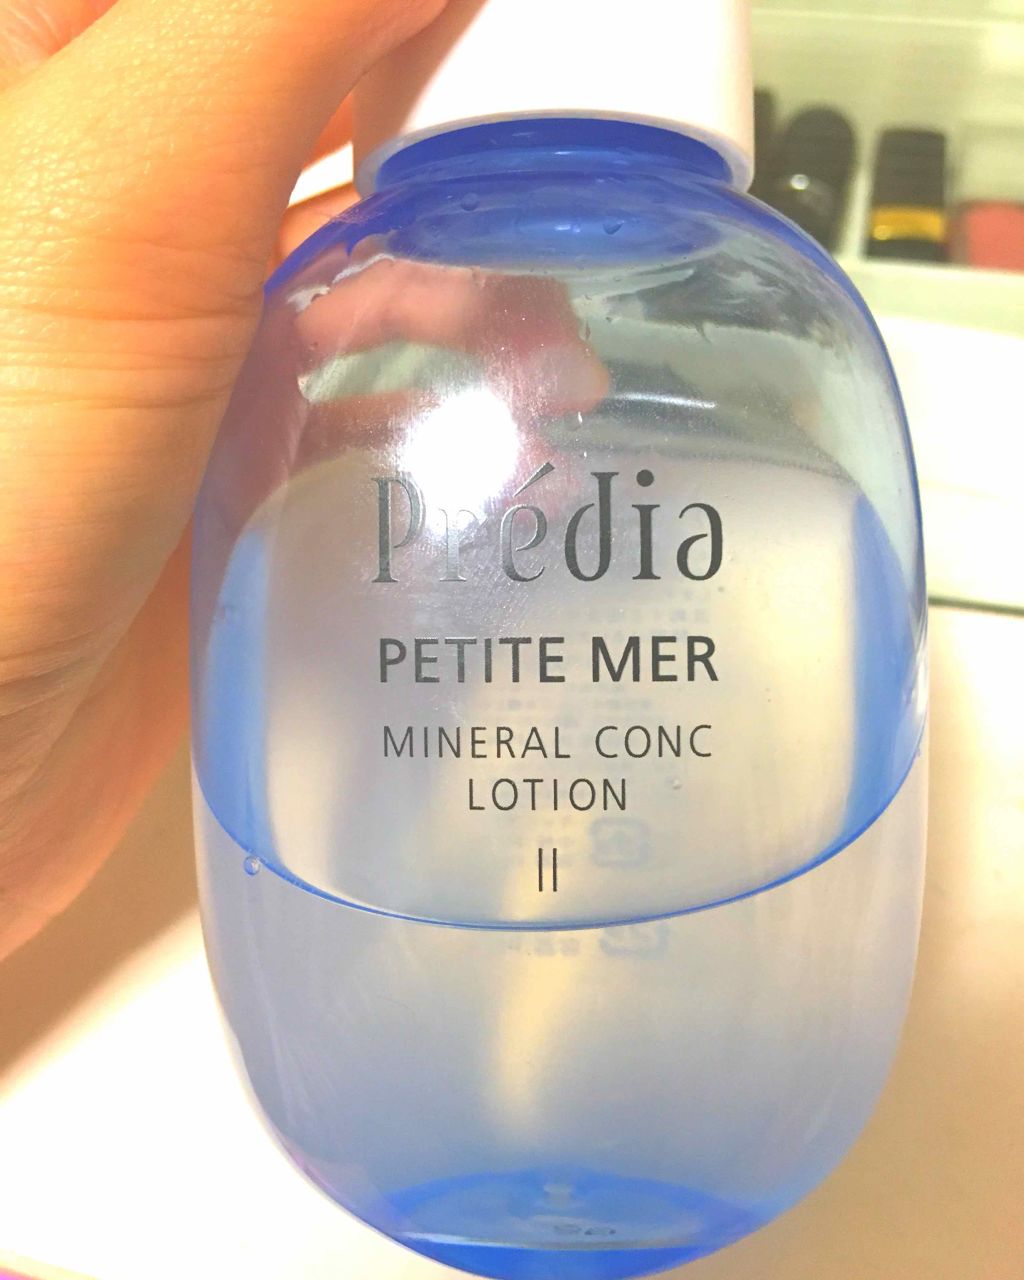 Prédia
PETITE MER
MINERAL CONC
LOTION
II